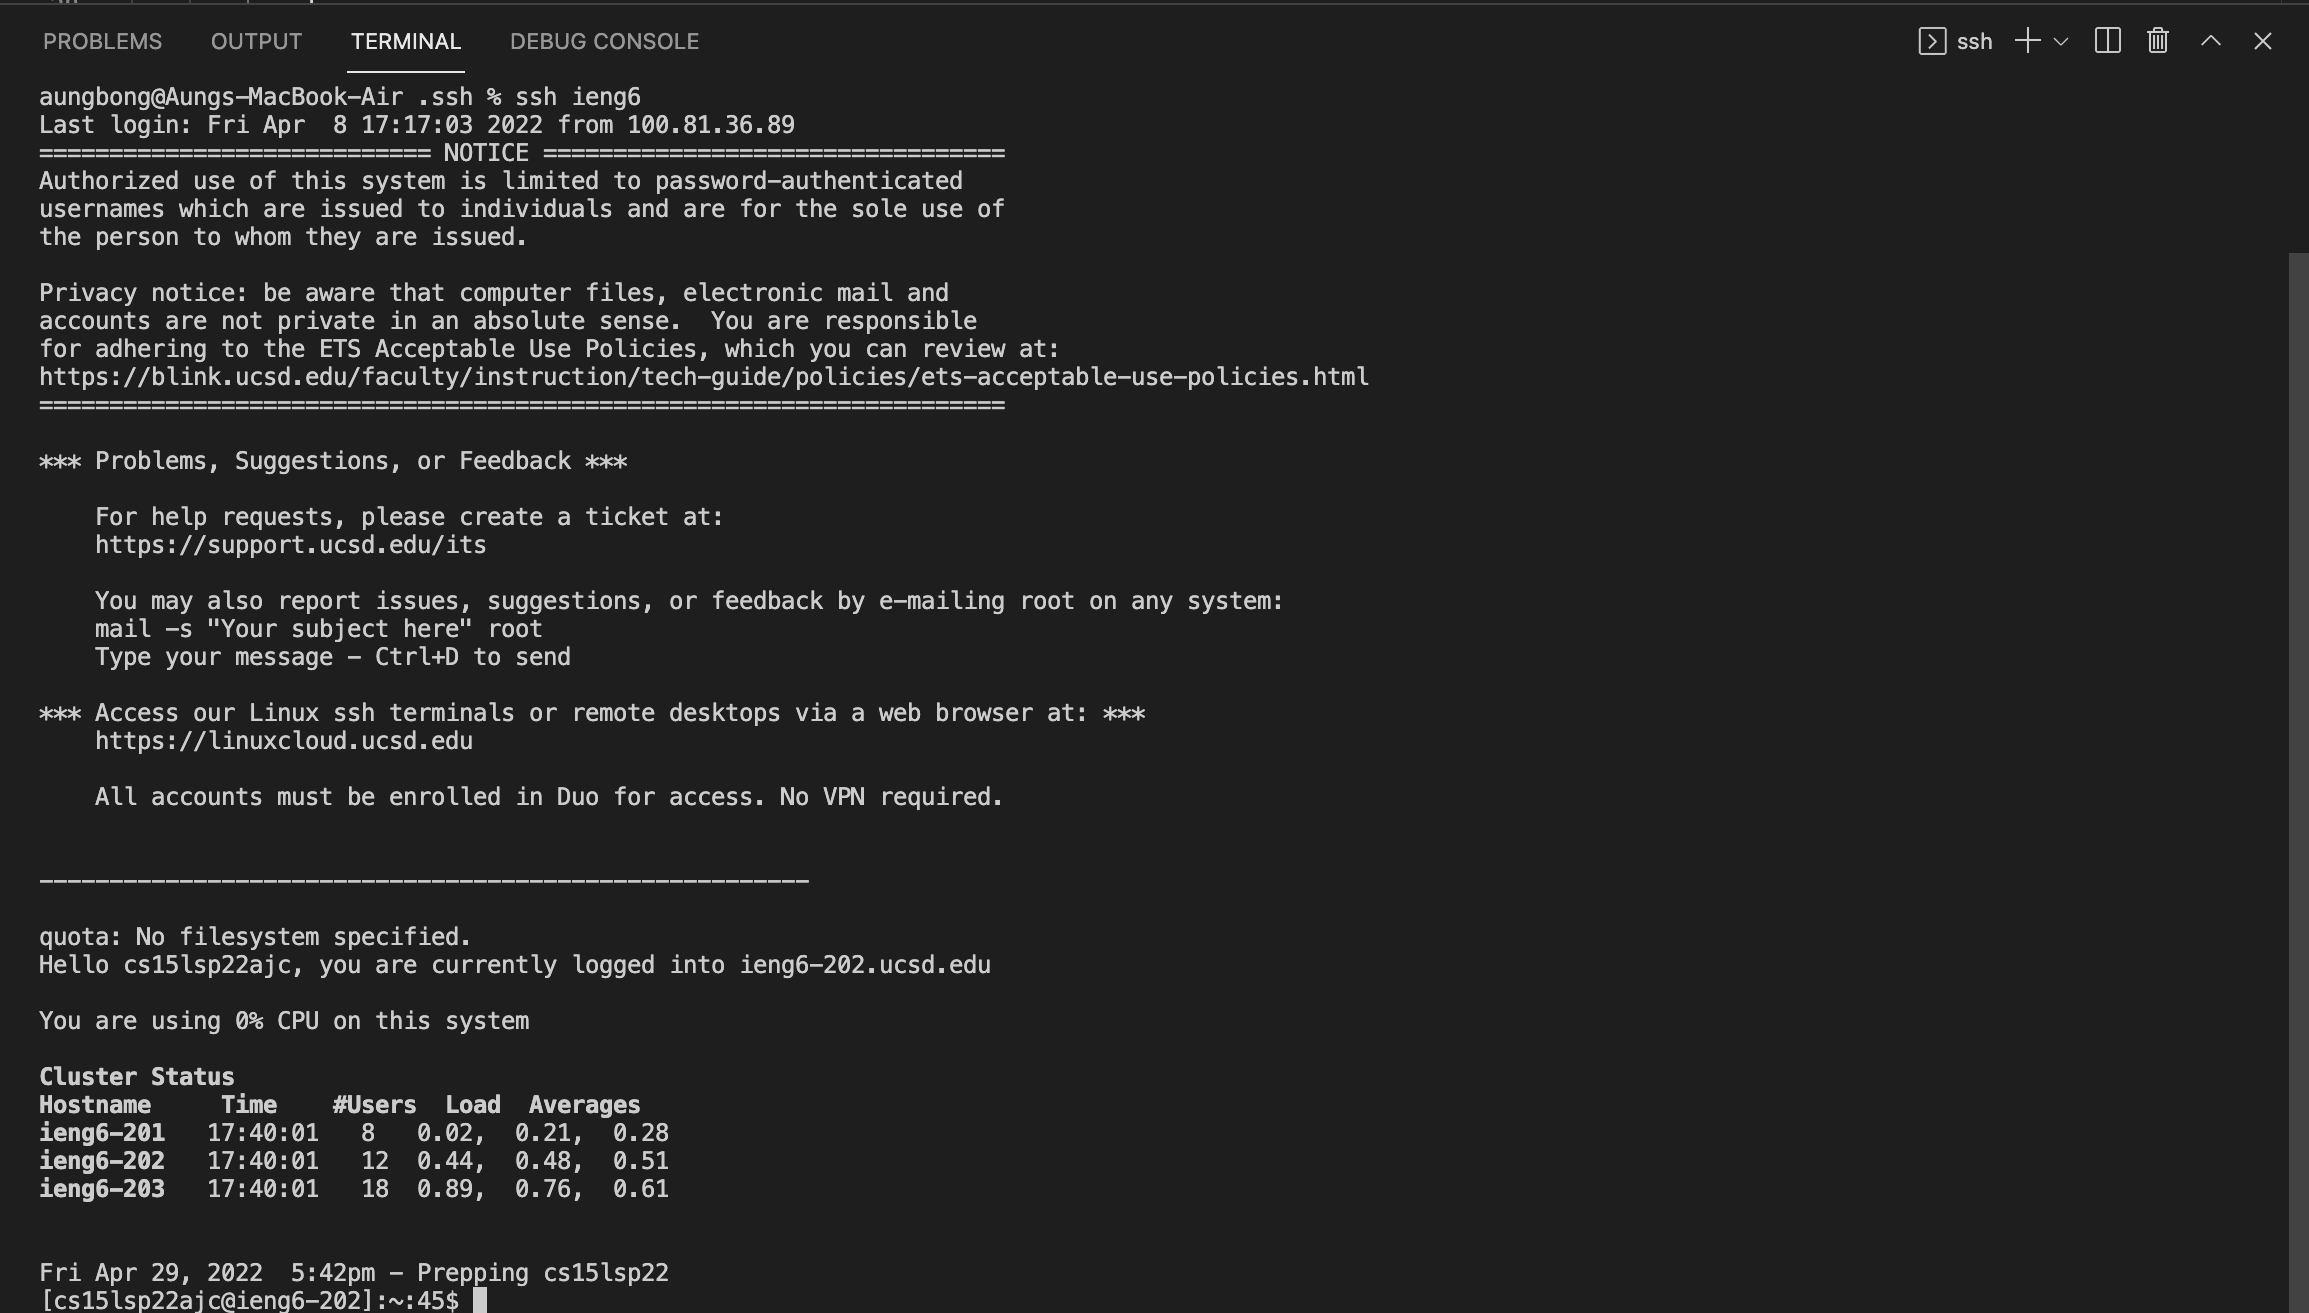 PROBLEMS OUTPUT TERMINAL DEBUG CONSOLE ssh
aungbong@Aungs-MacBook-Air .ssh % ssh ieng6
Last login: Fri Apr  8 17:17:03 2022 from 100.81.36.89
============================ NOTICE =================================
Authorized use of this system is limited to password-authenticated
usernames which are issued to individuals and are for the sole use of
the person to whom they are issued.

Privacy notice: be aware that computer files, electronic mail and
accounts are not private in an absolute sense.  You are responsible
for adhering to the ETS Acceptable Use Policies, which you can review at:
https://blink.ucsd.edu/faculty/instruction/tech-guide/policies/ets-acceptable-use-policies.html
=====================================================================

*** Problems, Suggestions, or Feedback ***

    For help requests, please create a ticket at:
    https://support.ucsd.edu/its

    You may also report issues, suggestions, or feedback by e-mailing root on any system:
    mail -s "Your subject here" root
    Type your message - Ctrl+D to send

*** Access our Linux ssh terminals or remote desktops via a web browser at: ***
    https://linuxcloud.ucsd.edu

    All accounts must be enrolled in Duo for access. No VPN required.

-------------------------------------------------------

quota: No filesystem specified.
Hello cs15lsp22ajc, you are currently logged into ieng6-202.ucsd.edu

You are using 0% CPU on this system

Cluster Status
Hostname     Time    #Users  Load  Averages
ieng6-201   17:40:01   8   0.02,  0.21,  0.28
ieng6-202   17:40:01   12  0.44,  0.48,  0.51
ieng6-203   17:40:01   18  0.89,  0.76,  0.61

Fri Apr 29, 2022  5:42pm - Prepping cs15lsp22
[cs15lsp22ajc@ieng6-202]:~:45$